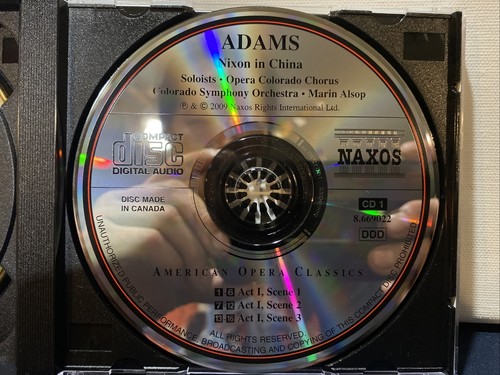 ADAMS
Nixon in China
Soloists • Opera Colorado Chorus
Colorado Symphony Orchestra • Marin Alsop
℗ & © 2009 Naxos Rights International Ltd.
COMPACT
disc
DIGITAL AUDIO
NAXOS
DISC MADE
IN CANADA
CD 1
8.669022
DDD
AMERICAN OPERA CLASSICS
1 6 Act I, Scene 1
7 12 Act I, Scene 2
13 16 Act I, Scene 3
ALL RIGHTS RESERVED.
UNAUTHORIZED PUBLIC PERFORMANCE, BROADCASTING AND COPYING OF THIS COMPACT DISC PROHIBITED